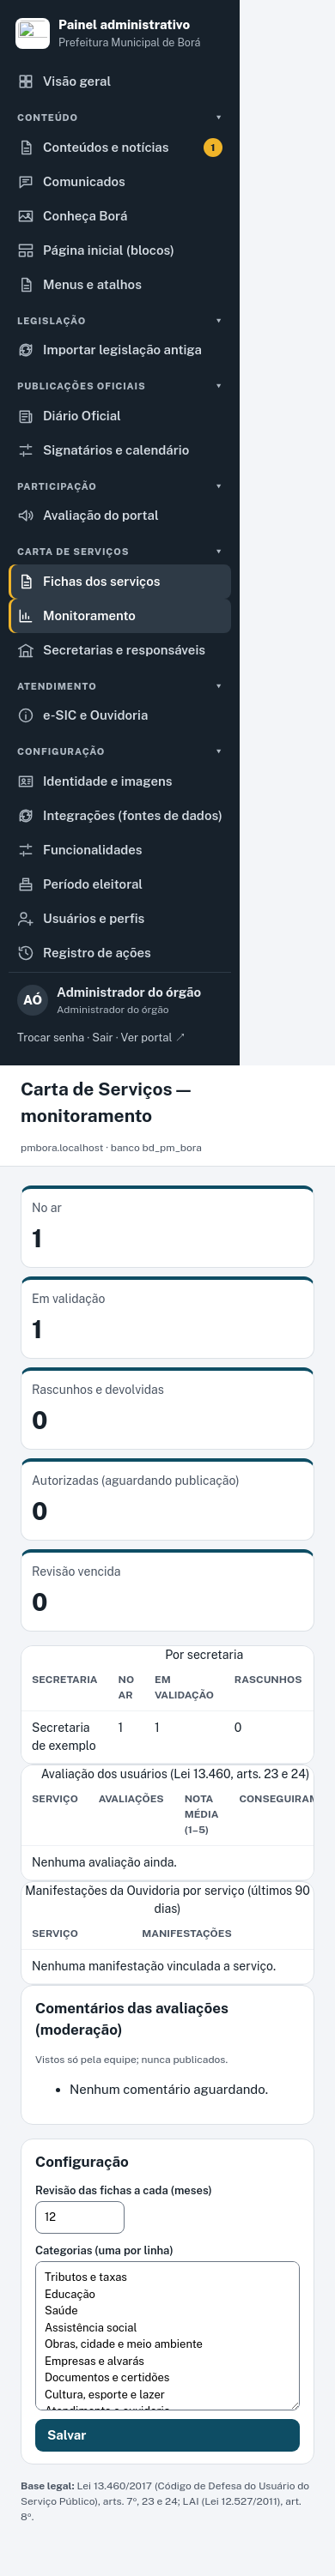 Painel administrativo
Prefeitura Municipal de Borá
Visão geral
CONTEÚDO
Conteúdos e notícias 1
Comunicados
Conheça Borá
Página inicial (blocos)
Menus e atalhos
LEGISLAÇÃO
Importar legislação antiga
PUBLICAÇÕES OFICIAIS
Diário Oficial
Signatários e calendário
PARTICIPAÇÃO
Avaliação do portal
CARTA DE SERVIÇOS
Fichas dos serviços
Monitoramento
Secretarias e responsáveis
ATENDIMENTO
e-SIC e Ouvidoria
CONFIGURAÇÃO
Identidade e imagens
Integrações (fontes de dados)
Funcionalidades
Período eleitoral
Usuários e perfis
Registro de ações
AÓ
Administrador do órgão
Administrador do órgão
Trocar senha · Sair · Ver portal ↗
Carta de Serviços —
monitoramento
pmbora.localhost · banco bd_pm_bora
No ar
1
Em validação
1
Rascunhos e devolvidas
0
Autorizadas (aguardando publicação)
0
Revisão vencida
0
Por secretaria
SECRETARIA NO EM RASCUNHOS
AR VALIDAÇÃO
Secretaria 1 1 0
de exemplo
Avaliação dos usuários (Lei 13.460, arts. 23 e 24)
SERVIÇO AVALIAÇÕES NOTA
MÉDIA
(1–5)
Nenhuma avaliação ainda.
Manifestações da Ouvidoria por serviço (últimos 90
dias)
SERVIÇO MANIFESTAÇÕES
Nenhuma manifestação vinculada a serviço.
Comentários das avaliações
(moderação)
Vistos só pela equipe; nunca publicados.
• Nenhum comentário aguardando.
Configuração
Revisão das fichas a cada (meses)
12
Categorias (uma por linha)
Tributos e taxas
Educação
Saúde
Assistência social
Obras, cidade e meio ambiente
Empresas e alvarás
Documentos e certidões
Cultura, esporte e lazer
Salvar
Base legal: Lei 13.460/2017 (Código de Defesa do Usuário do
Serviço Público), arts. 7º, 23 e 24; LAI (Lei 12.527/2011), art.
8º.